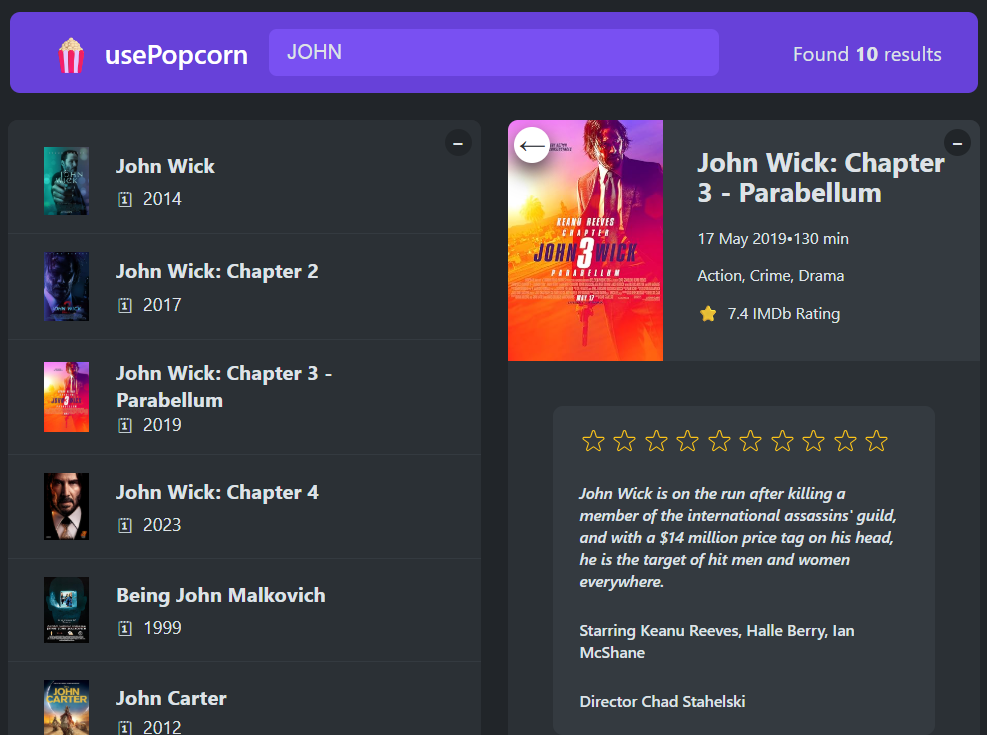 usePopcorn
JOHN
Found 10 results
John Wick
2014
John Wick: Chapter 2
2017
John Wick: Chapter 3 -
Parabellum
2019
John Wick: Chapter 4
2023
Being John Malkovich
1999
JOHN
CARTER
John Carter
2012
KEANU REEVES
CHAPTER
JOHN 3 WICK
PARABELLUM
MAY 17
John Wick: Chapter
3 - Parabellum
17 May 2019•130 min
Action, Crime, Drama
7.4 IMDb Rating
John Wick is on the run after killing a
member of the international assassins' guild,
and with a $14 million price tag on his head,
he is the target of hit men and women
everywhere.
Starring Keanu Reeves, Halle Berry, Ian
McShane
Director Chad Stahelski